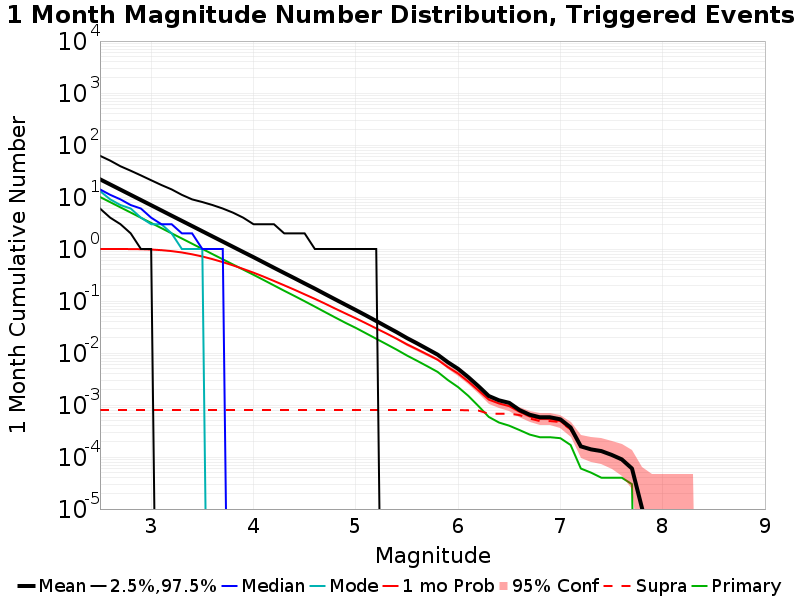 1 Month Magnitude Number Distribution, Triggered Events
1 Month Cumulative Number
10^4
10^3
10^2
10^1
10^0
10^-1
10^-2
10^-3
10^-4
10^-5
3 4 5 6 7 8 9
Magnitude
Mean 2.5%,97.5% Median Mode 1 mo Prob 95% Conf Supra Primary